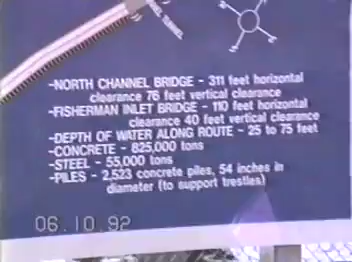 TUNNEL
-NORTH CHANNEL BRIDGE - 311 feet horizontal
clearance 76 feet vertical clearance
-FISHERMAN INLET BRIDGE - 110 feet horizontal
clearance 40 feet vertical clearance
-DEPTH OF WATER ALONG ROUTE - 25 to 75 feet
-CONCRETE - 825,000 tons
-STEEL - 55,000 tons
-PILES - 2,523 concrete piles, 54 inches in
diameter (to support trestles)
06.10.92